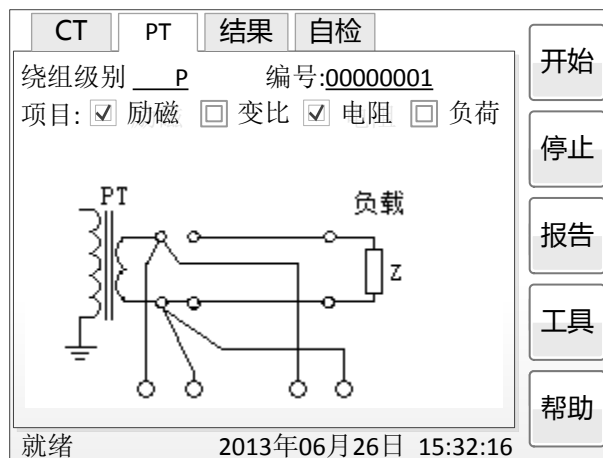 CT PT 结果 自检
绕组级别 P 编号:00000001
项目: 励磁 变比 电阻 负荷
PT
负载
Z
就绪 2013年06月26日 15:32:16
开始
停止
报告
工具
帮助